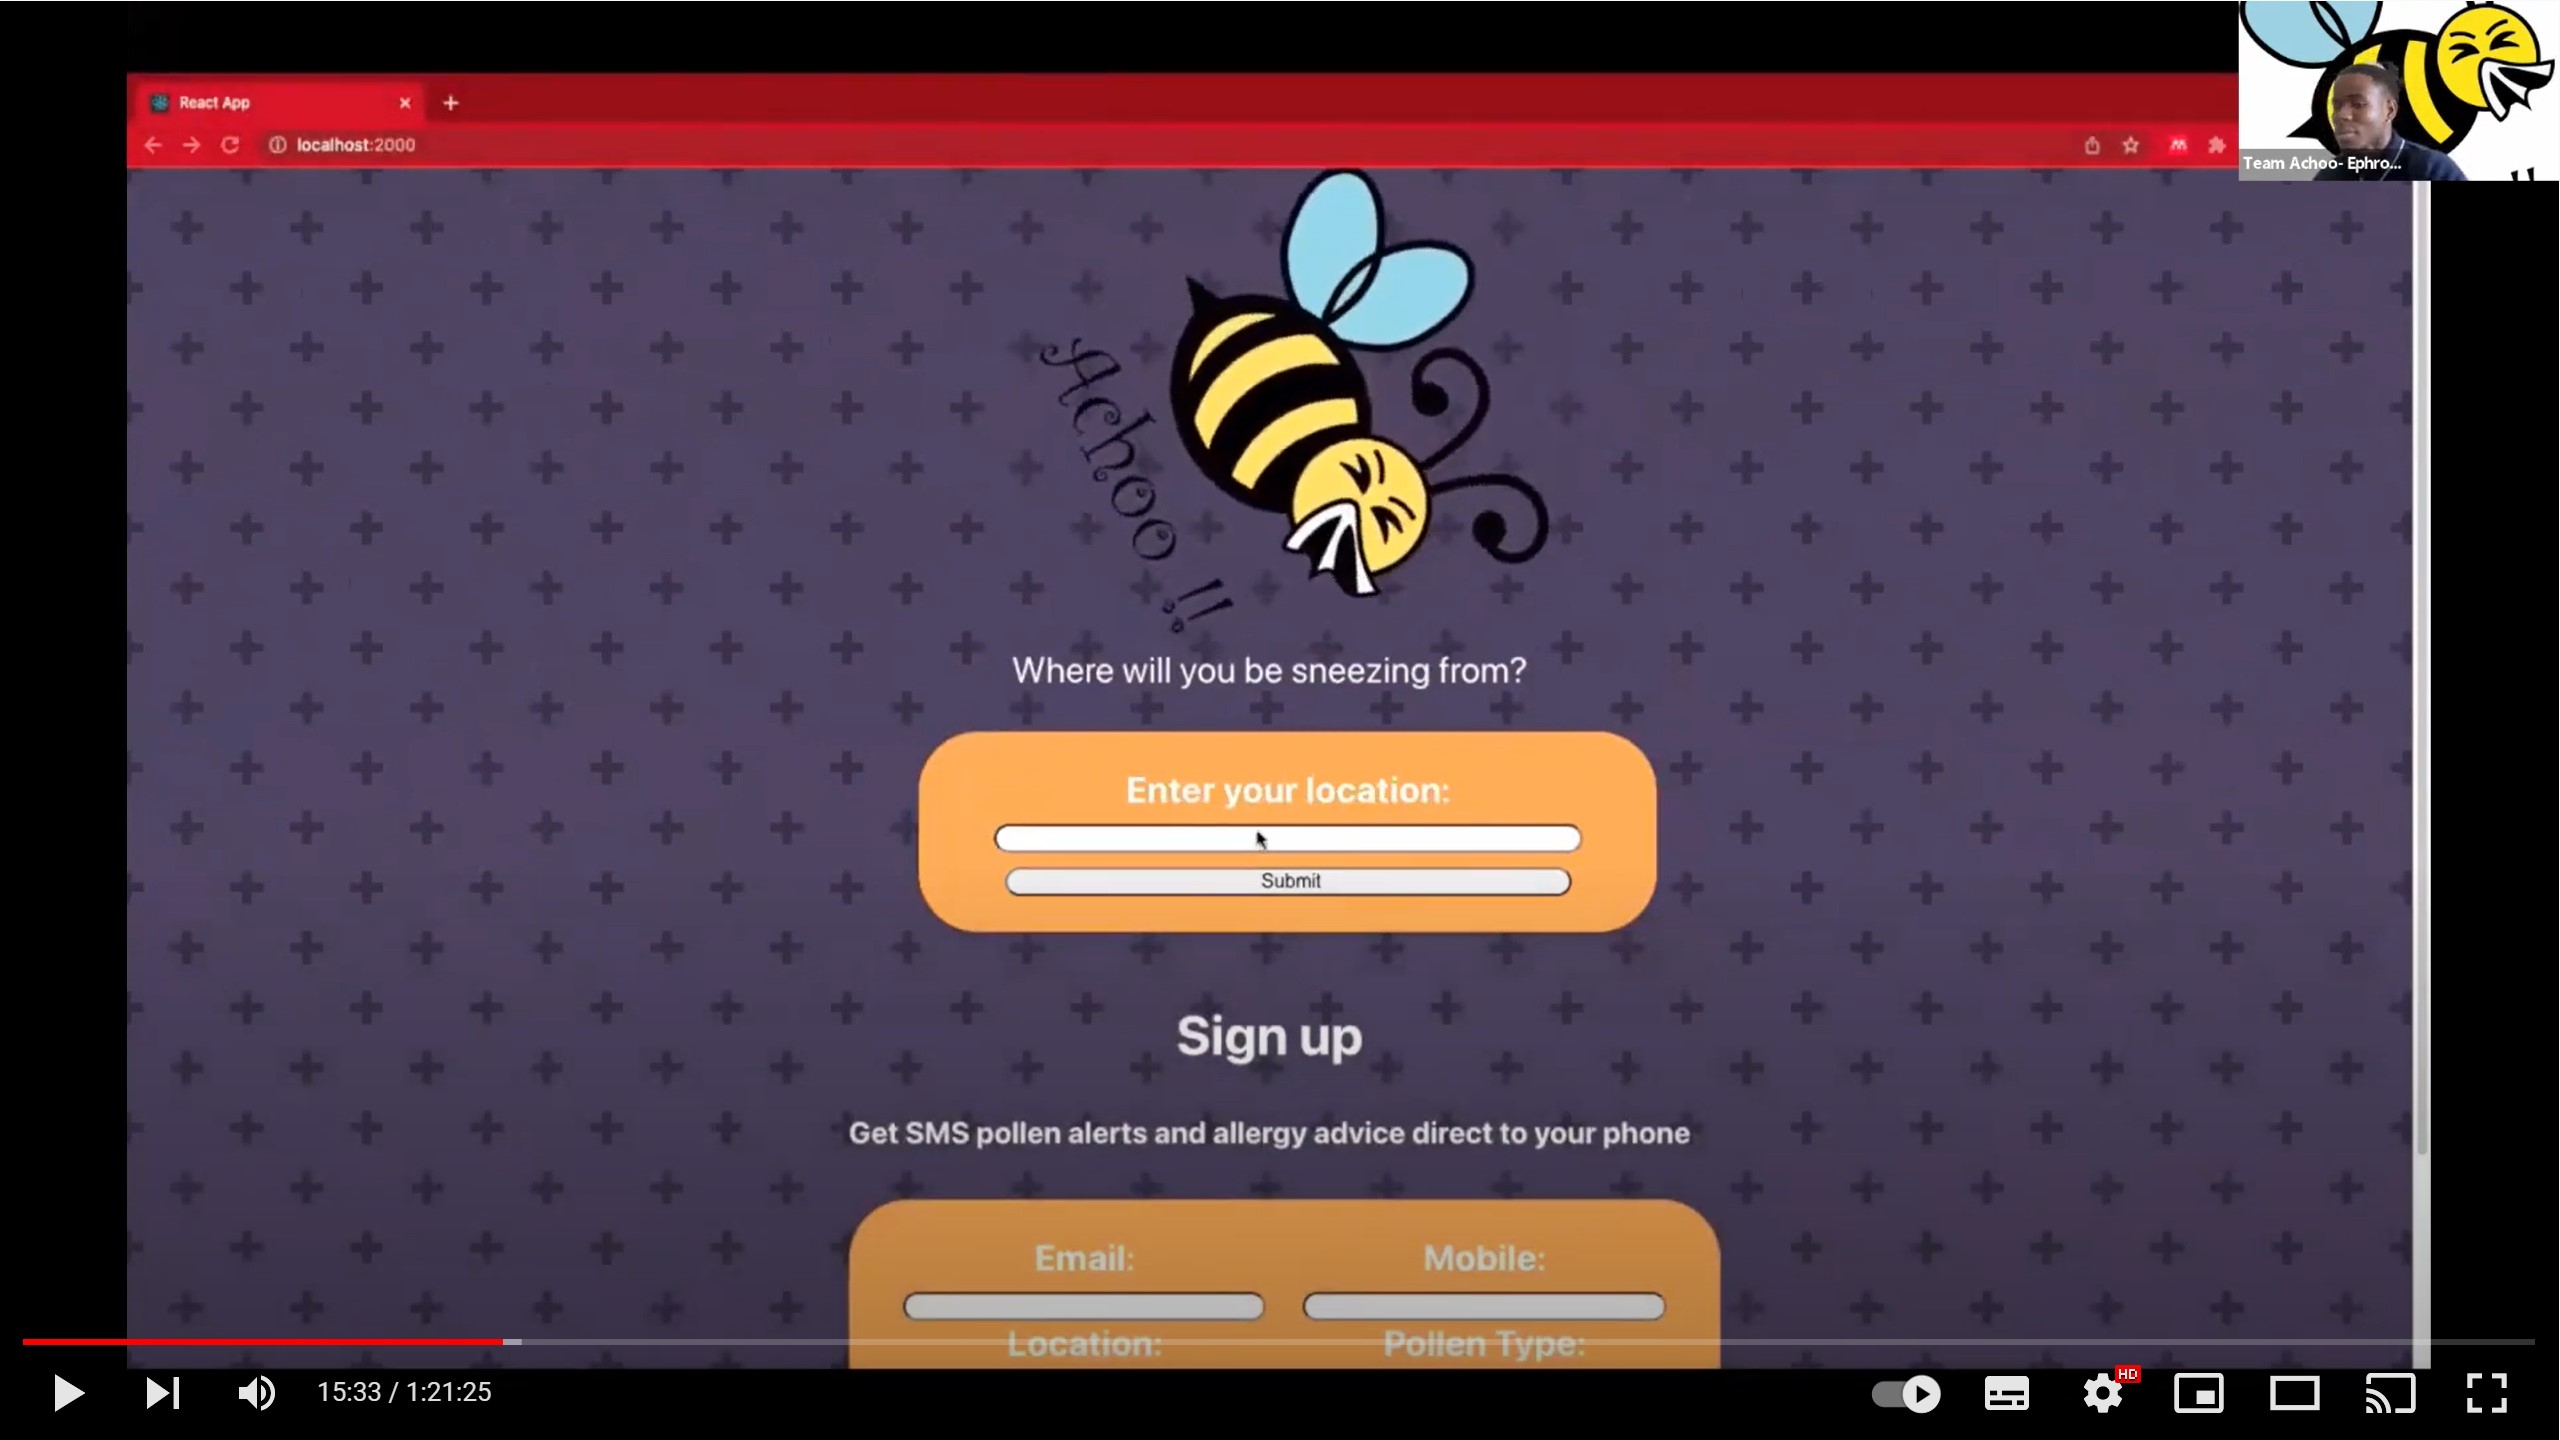 React App
localhost:2000
Team Achoo- Ephro...
Achoo !!
Where will you be sneezing from?
Enter your location:
Submit
Sign up
Get SMS pollen alerts and allergy advice direct to your phone
Email:
Mobile:
Location:
Pollen Type:
15:33 / 1:21:25
HD